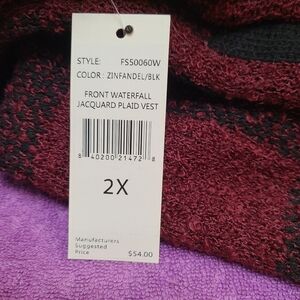 STYLE: FS50060W
COLOR: ZINFANDEL/BLK
FRONT WATERFALL
JACQUARD PLAID VEST
8 40200 21472 8
2X
Manufacturers
Suggested
Price $54.00